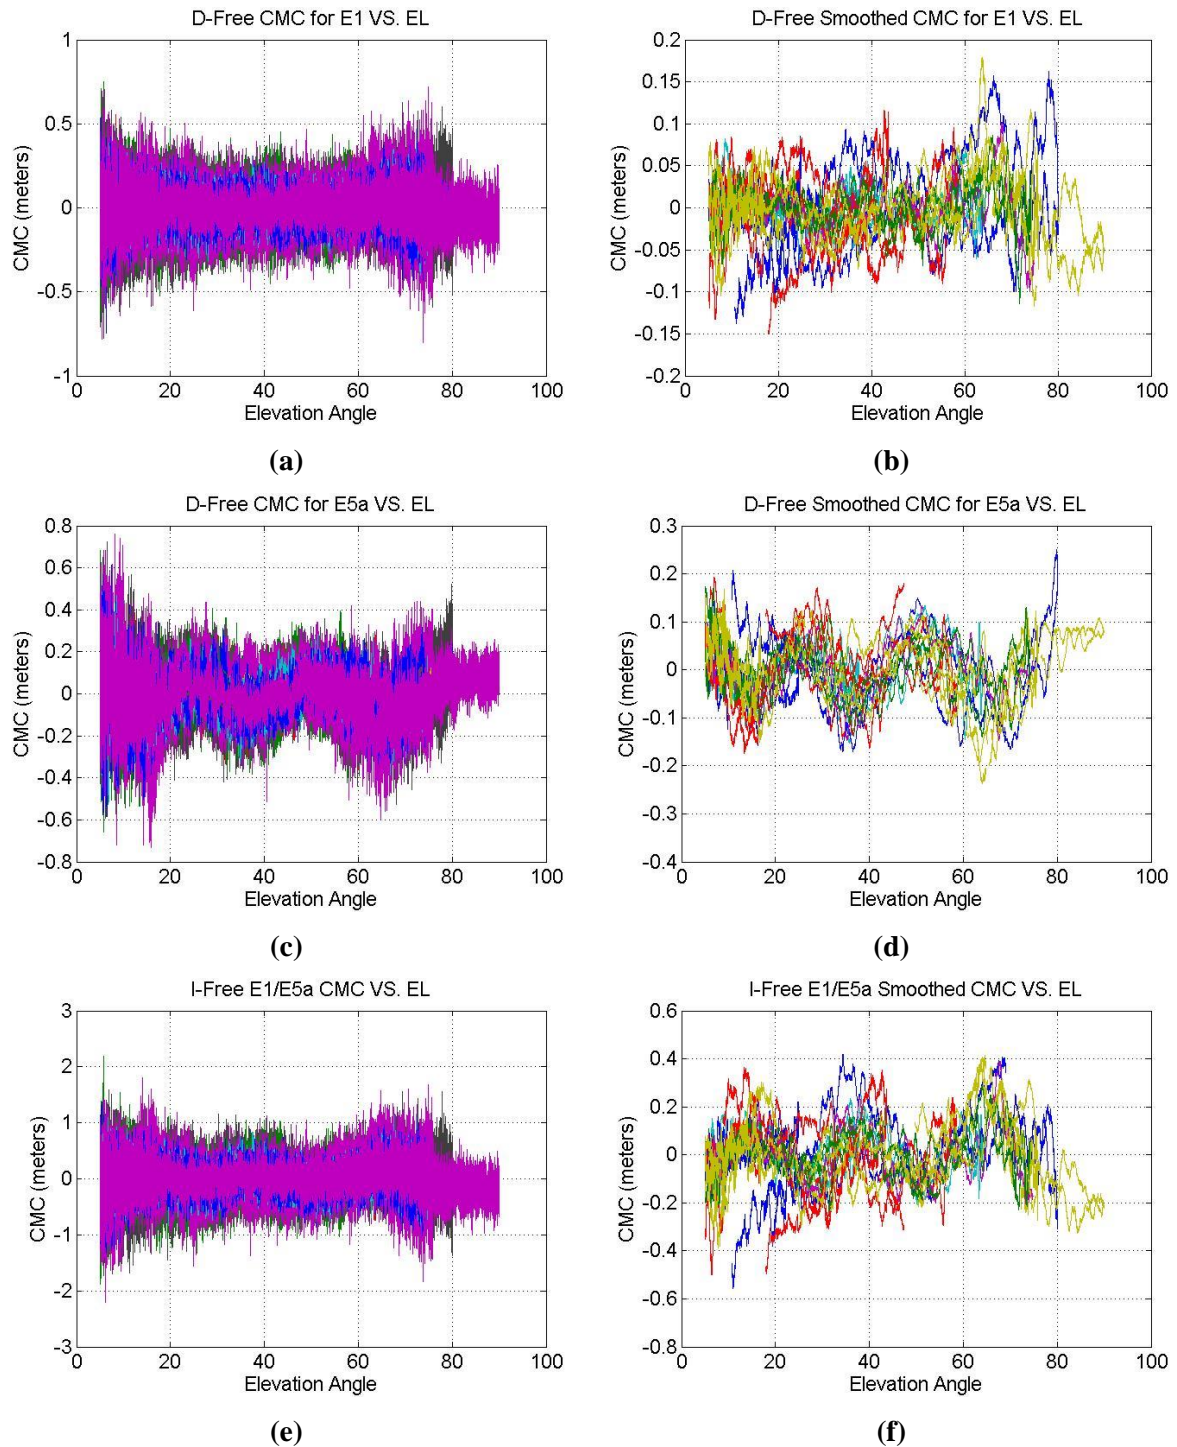 D-Free CMC for E1 VS. EL
1
0.5
0
-0.5
-1
CMC (meters)
0 20 40 60 80 100
Elevation Angle
(a)
D-Free Smoothed CMC for E1 VS. EL
0.2
0.15
0.1
0.05
0
-0.05
-0.1
-0.15
-0.2
CMC (meters)
0 20 40 60 80 100
Elevation Angle
(b)
D-Free CMC for E5a VS. EL
0.8
0.6
0.4
0.2
0
-0.2
-0.4
-0.6
-0.8
CMC (meters)
0 20 40 60 80 100
Elevation Angle
(c)
D-Free Smoothed CMC for E5a VS. EL
0.3
0.2
0.1
0
-0.1
-0.2
-0.3
-0.4
CMC (meters)
0 20 40 60 80 100
Elevation Angle
(d)
I-Free E1/E5a CMC VS. EL
3
2
1
0
-1
-2
-3
CMC (meters)
0 20 40 60 80 100
Elevation Angle
(e)
I-Free E1/E5a Smoothed CMC VS. EL
0.6
0.4
0.2
0
-0.2
-0.4
-0.6
-0.8
CMC (meters)
0 20 40 60 80 100
Elevation Angle
(f)